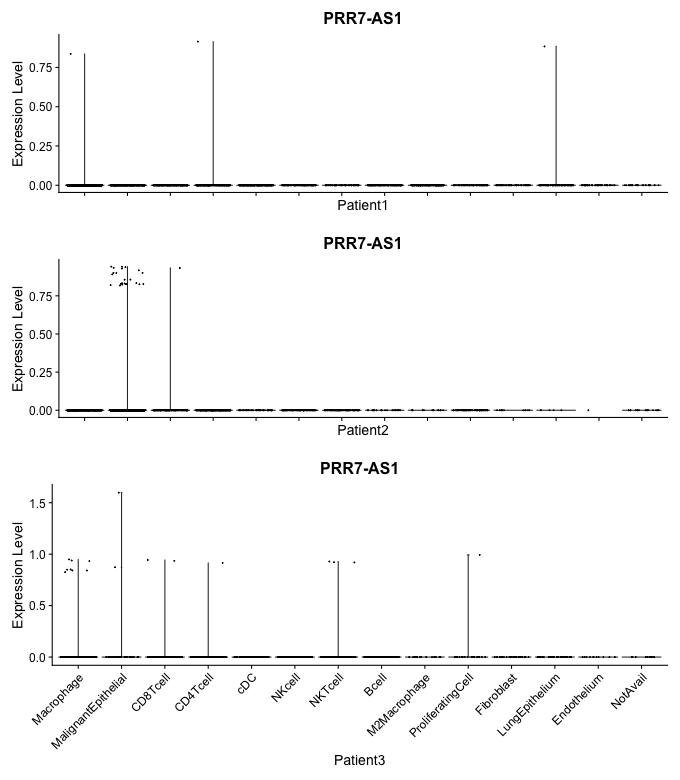 PRR7-AS1
Expression Level
0.75
0.50
0.25
0.00
Patient1
PRR7-AS1
Expression Level
0.75
0.50
0.25
0.00
Patient2
PRR7-AS1
Expression Level
1.5
1.0
0.5
0.0
Macrophage
MalignantEpithelial
CD8Tcell
CD4Tcell
cDC
NKcell
NKTcell
Bcell
M2Macrophage
ProliferatingCell
Fibroblast
LungEpithelium
Endothelium
NotAvail
Patient3